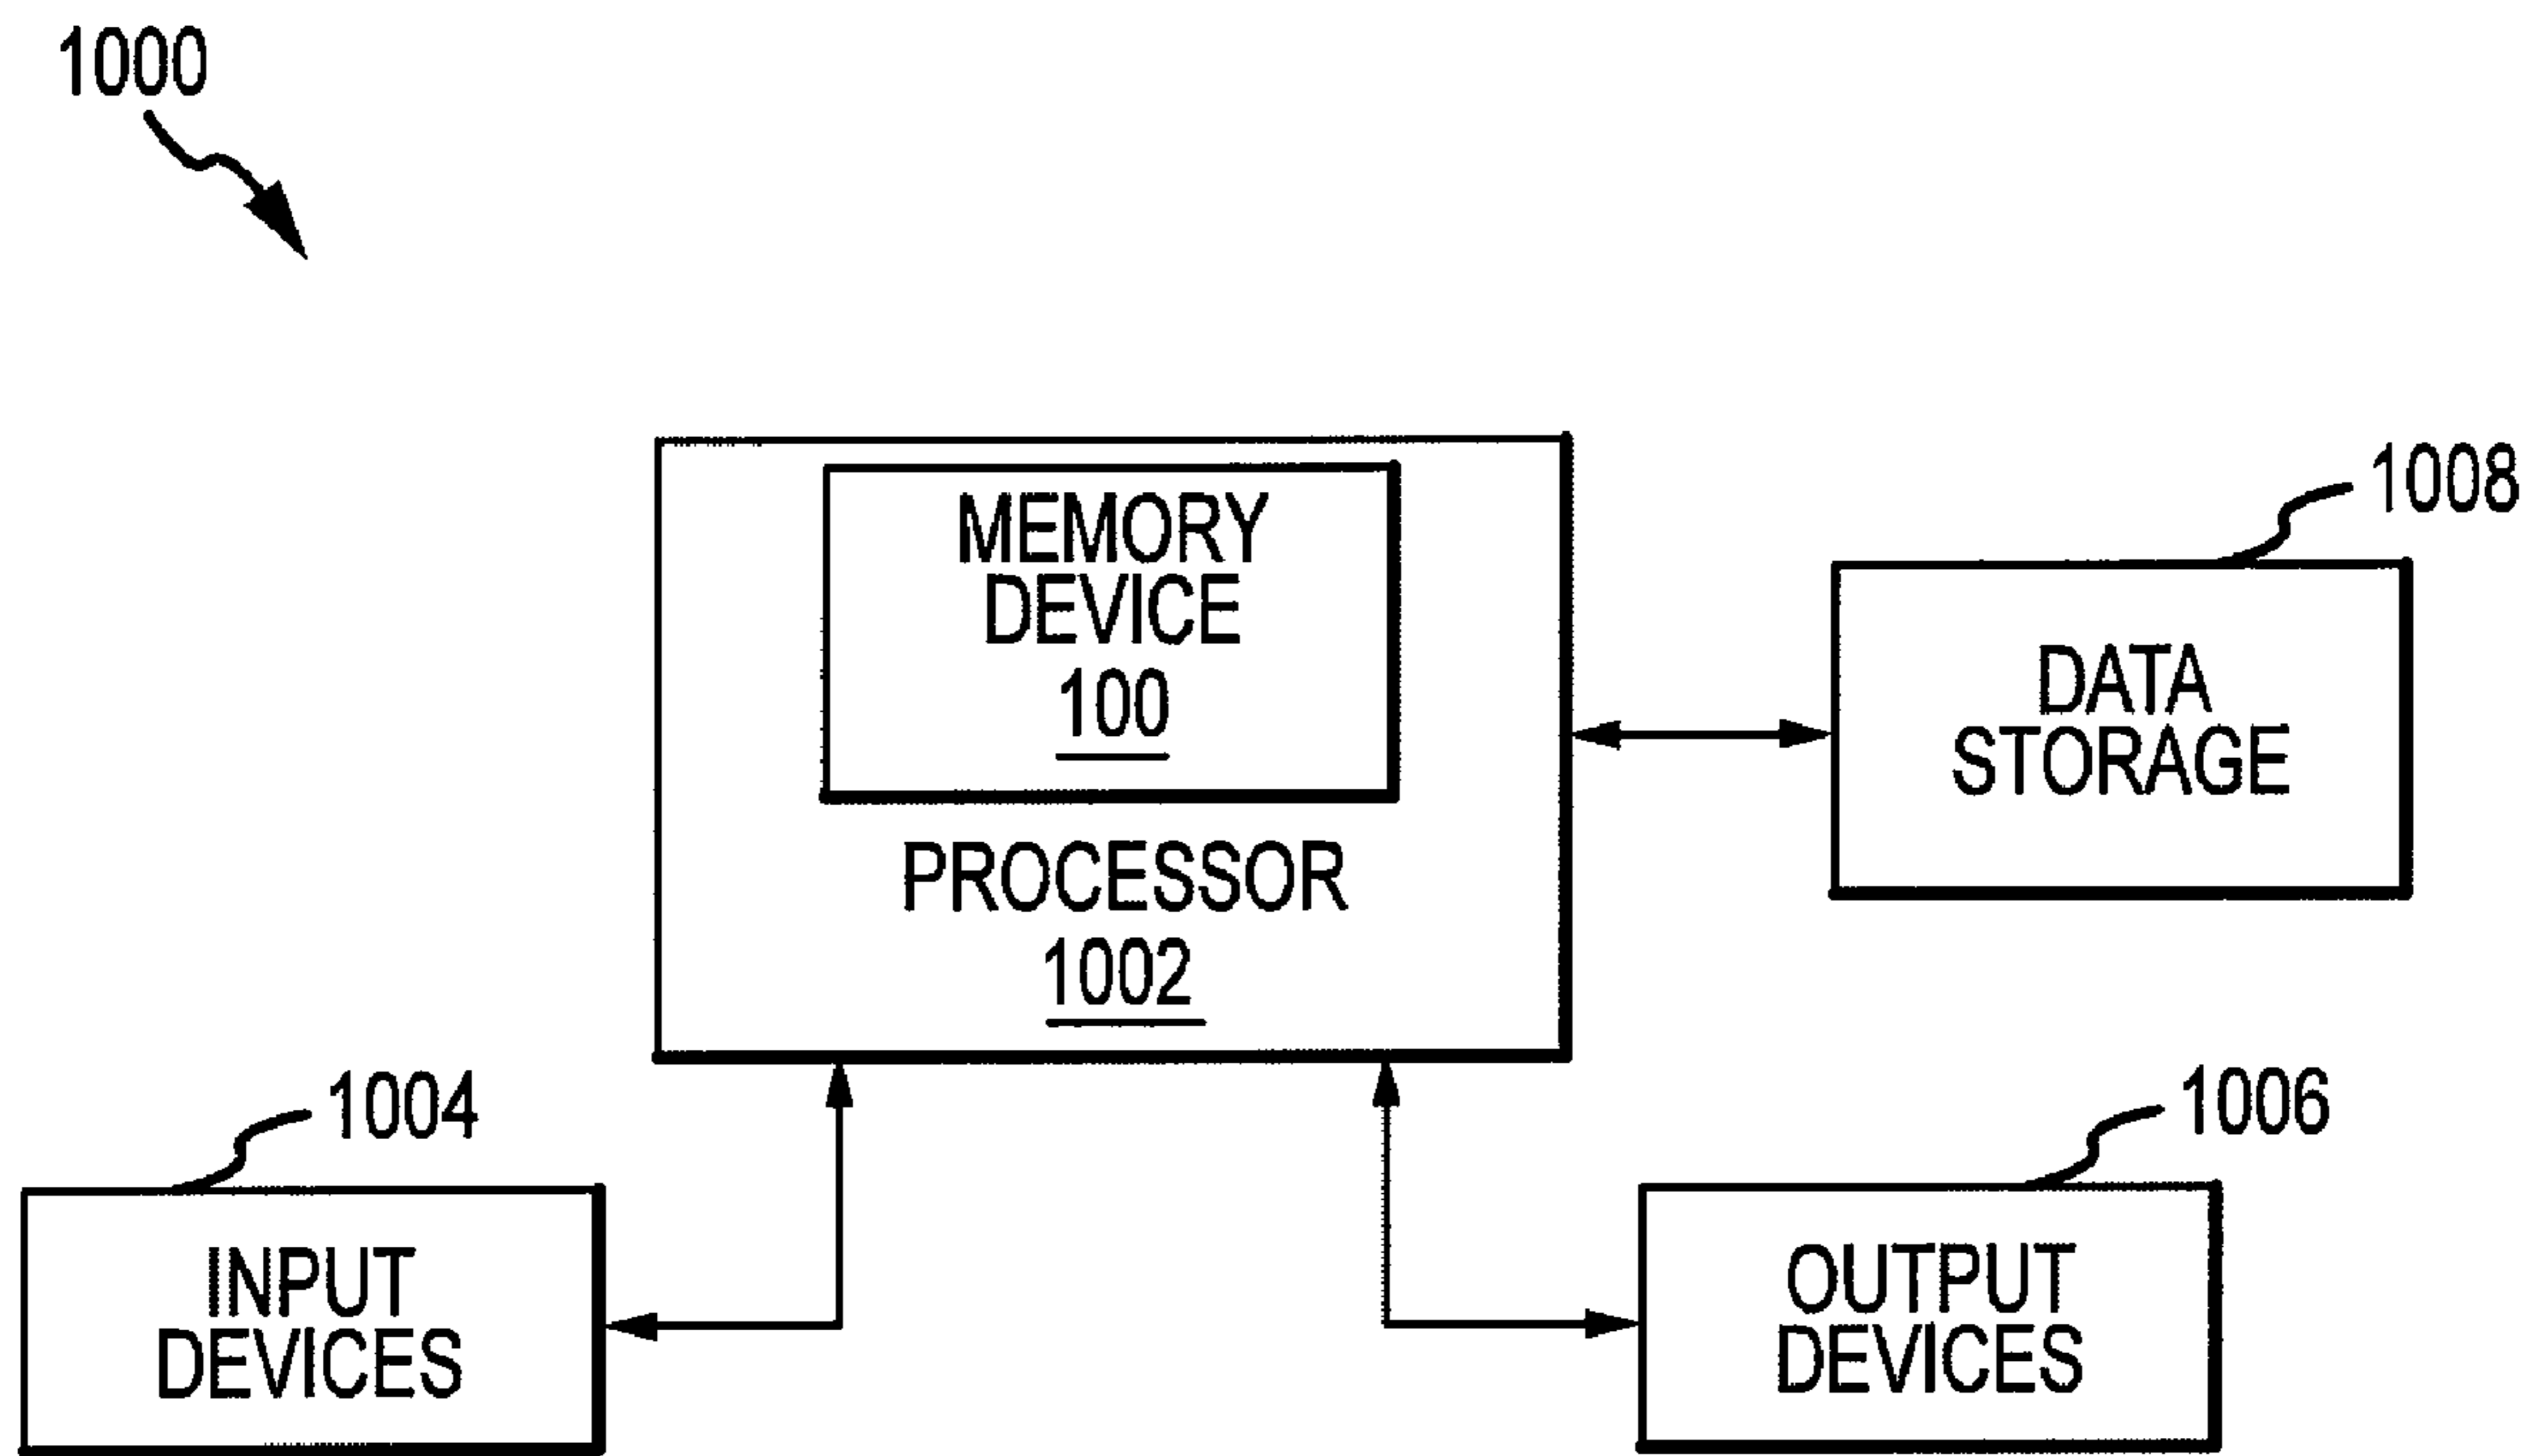 1000
MEMORY
DEVICE
100
PROCESSOR
1002
1008
DATA
STORAGE
1004
INPUT
DEVICES
1006
OUTPUT
DEVICES